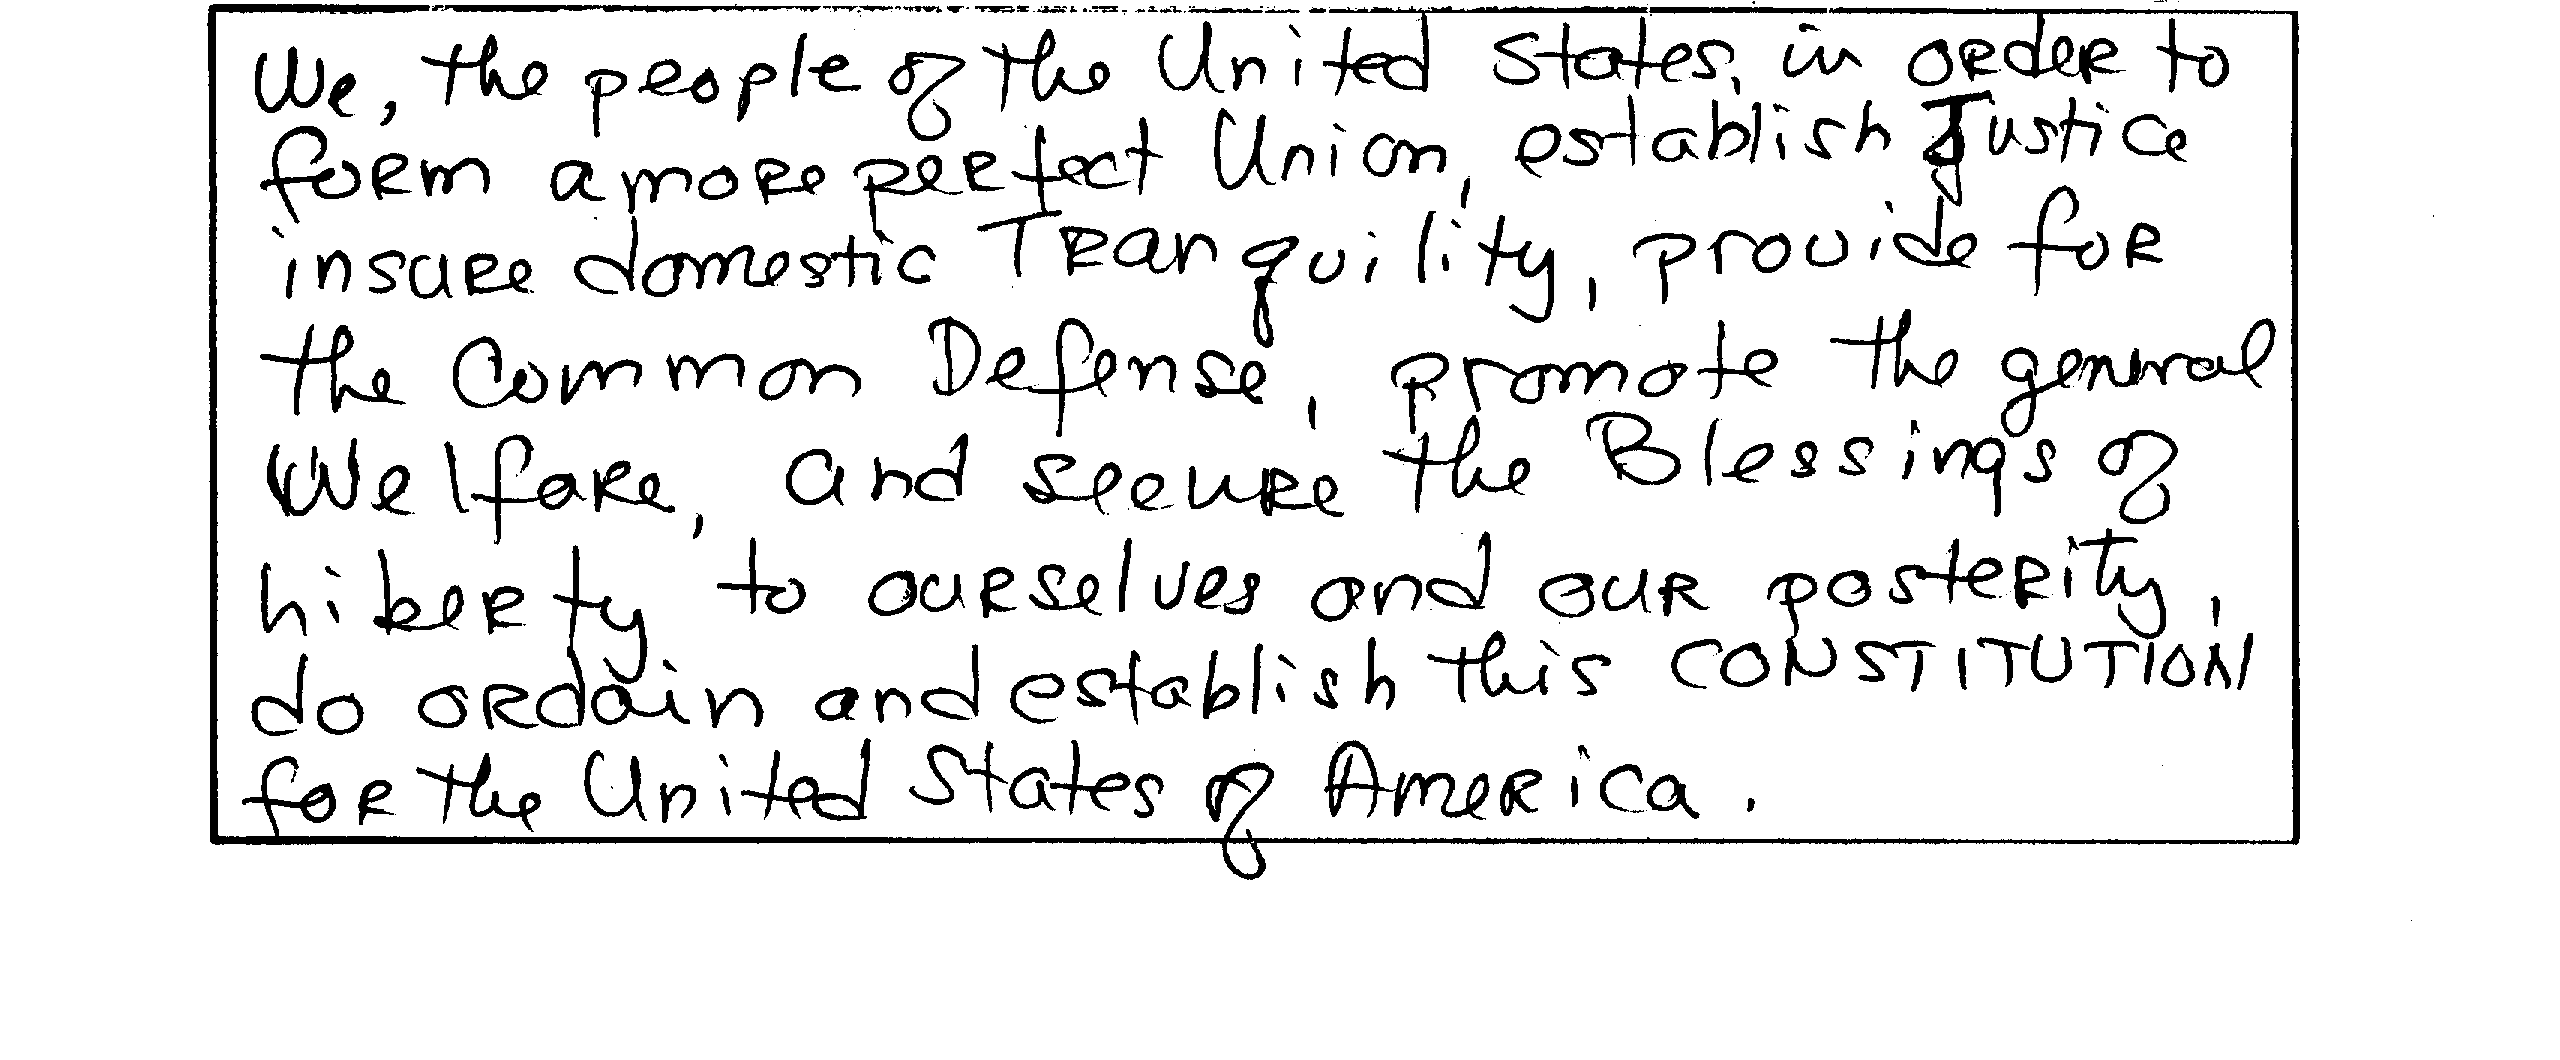 We, the people of the United States, in order to
form a more perfect Union, establish Justice
insure domestic Tranquility, provide for
the Common Defense, promote the general
Welfare, and secure the Blessings of
Liberty to ourselves and our posterity,
do ordain and establish this CONSTITUTION
for the United States of America.